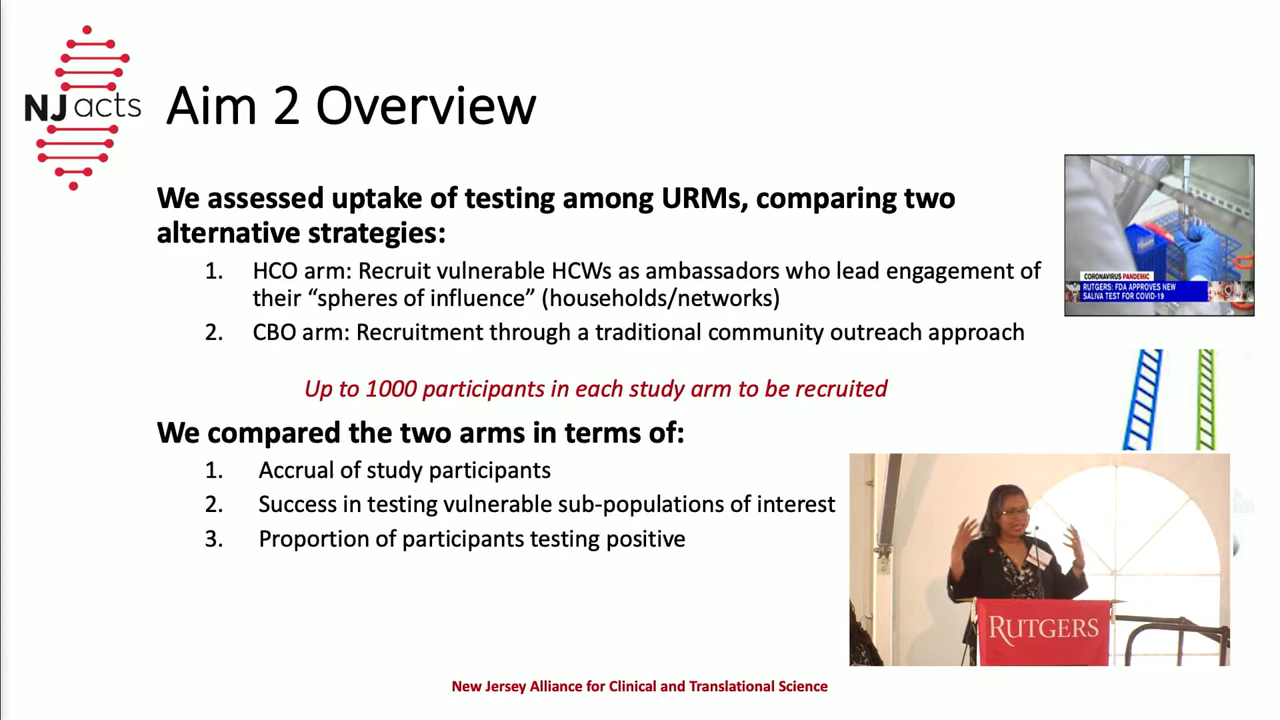 NJ acts
Aim 2 Overview
We assessed uptake of testing among URMs, comparing two
alternative strategies:
1. HCO arm: Recruit vulnerable HCWs as ambassadors who lead engagement of
their “spheres of influence” (households/networks)
2. CBO arm: Recruitment through a traditional community outreach approach
Up to 1000 participants in each study arm to be recruited
We compared the two arms in terms of:
1. Accrual of study participants
2. Success in testing vulnerable sub-populations of interest
3. Proportion of participants testing positive
CORONAVIRUS PANDEMIC
RUTGERS: FDA APPROVES NEW
SALIVA TEST FOR COVID-19
RUTGERS
New Jersey Alliance for Clinical and Translational Science